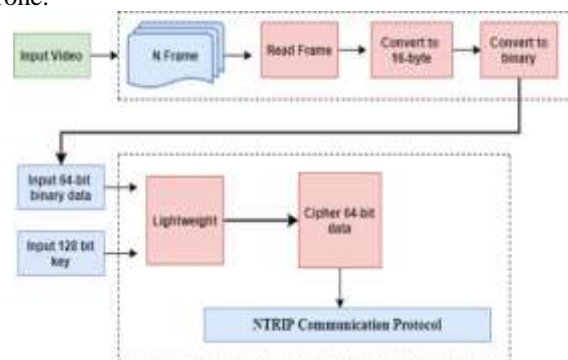 rone.
Input Video
N Frame
Read Frame
Convert to
16-byte
Convert to
binary
Input 64-bit
binary data
Input 128 bit
key
Lightweight
Cipher 64-bit
data
NTRIP Communication Protocol